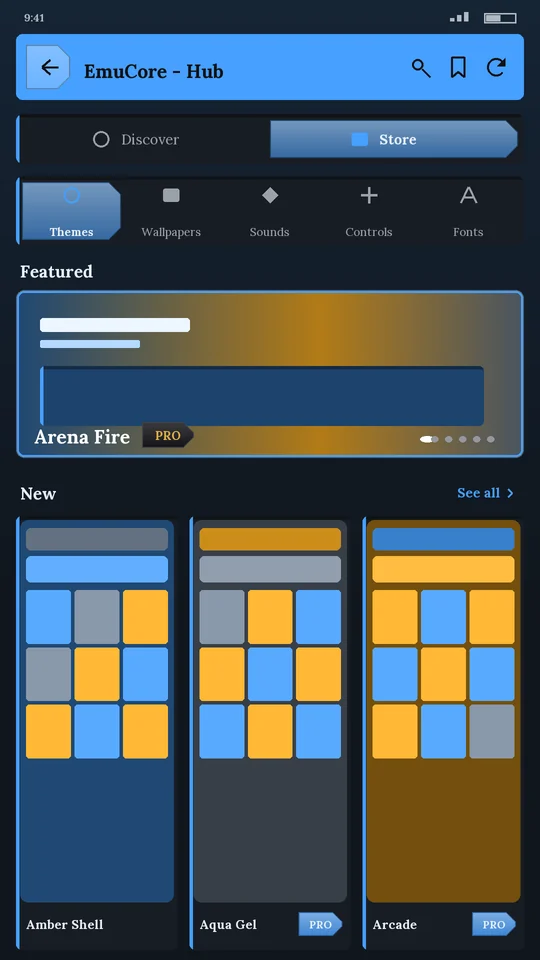 9:41
EmuCore - Hub
Discover
Store
Themes
Wallpapers
Sounds
Controls
Fonts
Featured
Arena Fire
PRO
New
See all
Amber Shell
Aqua Gel
PRO
Arcade
PRO